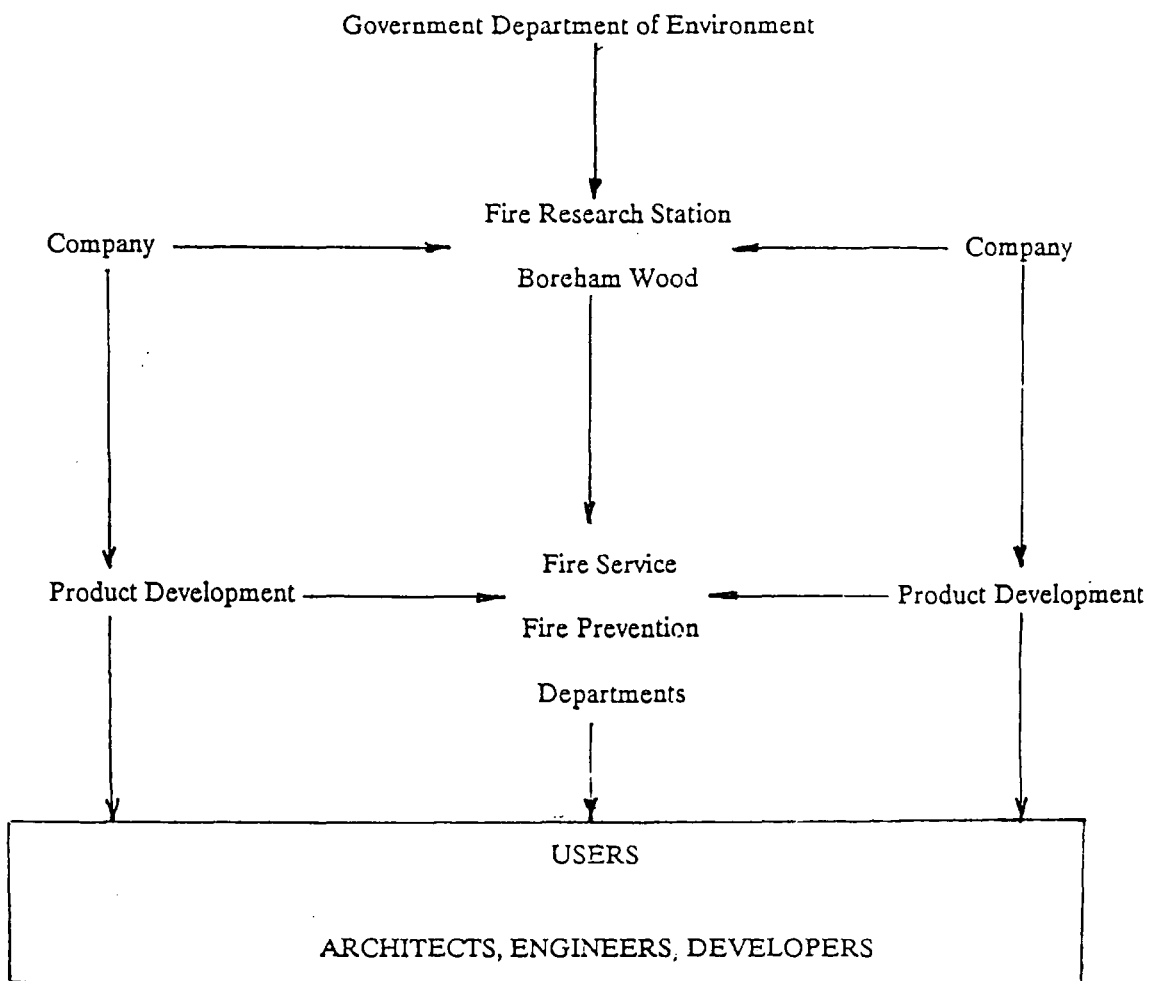 Government Department of Environment
Fire Research Station
Company
Company
Boreham Wood
Fire Service
Product Development
Product Development
Fire Prevention
Departments
USERS
ARCHITECTS, ENGINEERS, DEVELOPERS